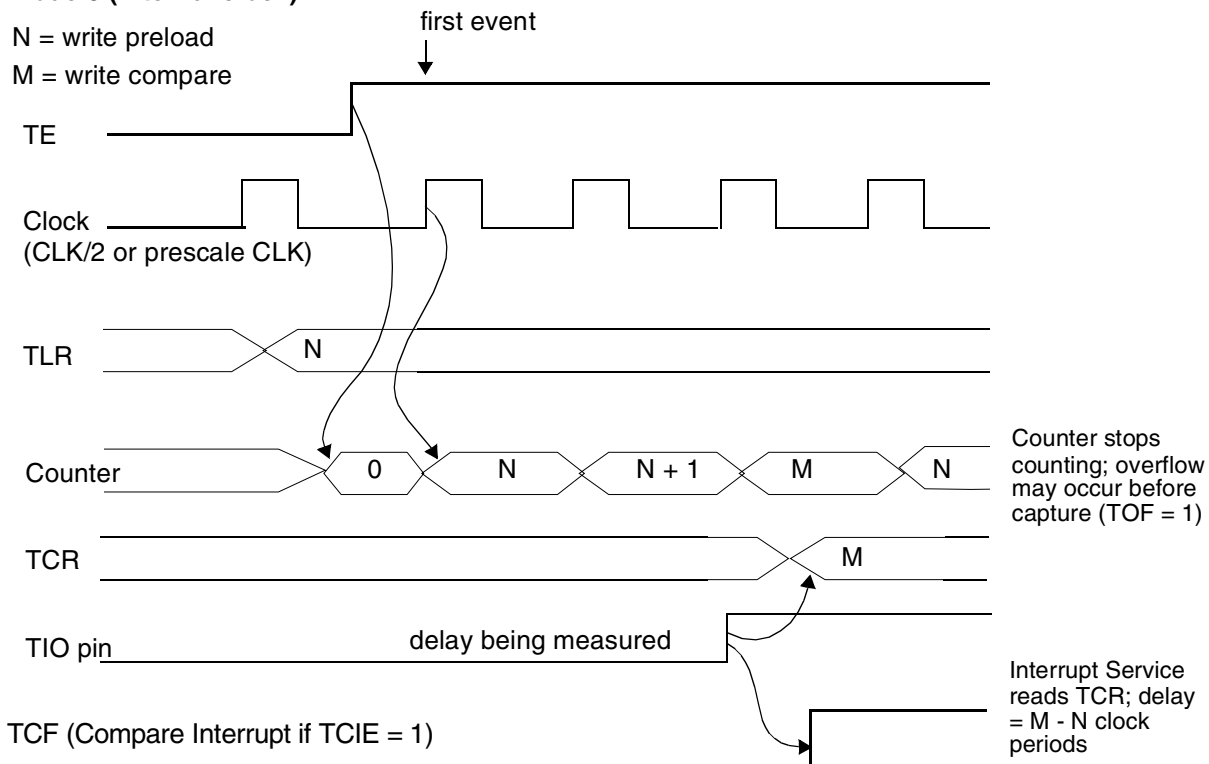 N = write preload
first event
M = write compare
TE
Clock
(CLK/2 or prescale CLK)
TLR
N
Counter
0
N
N + 1
M
N
Counter stops
counting; overflow
may occur before
capture (TOF = 1)
TCR
M
TIO pin
delay being measured
Interrupt Service
reads TCR; delay
= M - N clock
periods
TCF (Compare Interrupt if TCIE = 1)